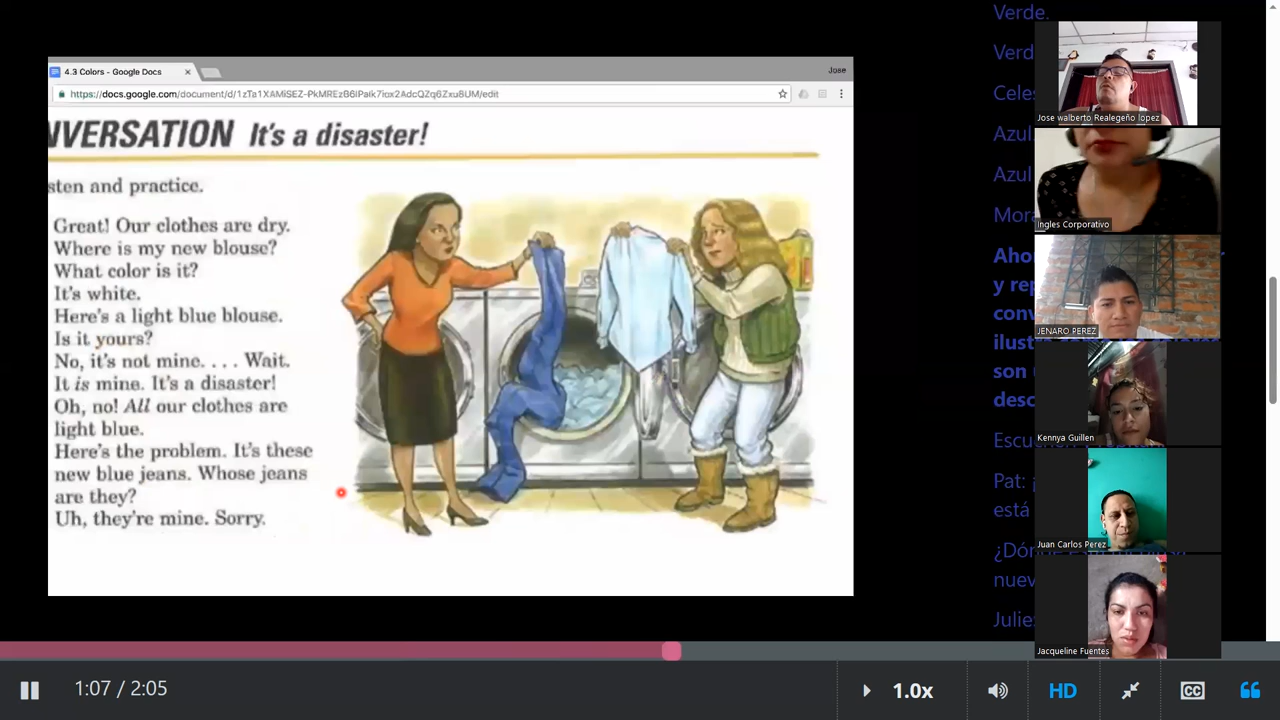 4.3 Colors - Google Docs
Jose
https://docs.google.com/document/d/1zTa1XAMiSEZ-PkMREzB6iPaIk7iox2AdcQZq6Zxu8UM/edit
NVERSATION It's a disaster!
sten and practice.
Great! Our clothes are dry.
Where is my new blouse?
What color is it?
It's white.
Here's a light blue blouse.
Is it yours?
No, it's not mine. . . . Wait.
It is mine. It's a disaster!
Oh, no! All our clothes are
light blue.
Here's the problem. It's these
new blue jeans. Whose jeans
are they?
Uh, they're mine. Sorry.
Verde.
Verd
Celes
Azul
Azul
Mora
Aho
y rep
conv
ilust
son
desc
Escuchen
Pat: ¡
está
nuev
Julie
Jose walberto Realegeño lopez
Ingles Corporativo
JENARO PEREZ
Kennya Guillen
Juan Carlos Perez
Jacqueline Fuentes
1:07 / 2:05
1.0x
HD
CC